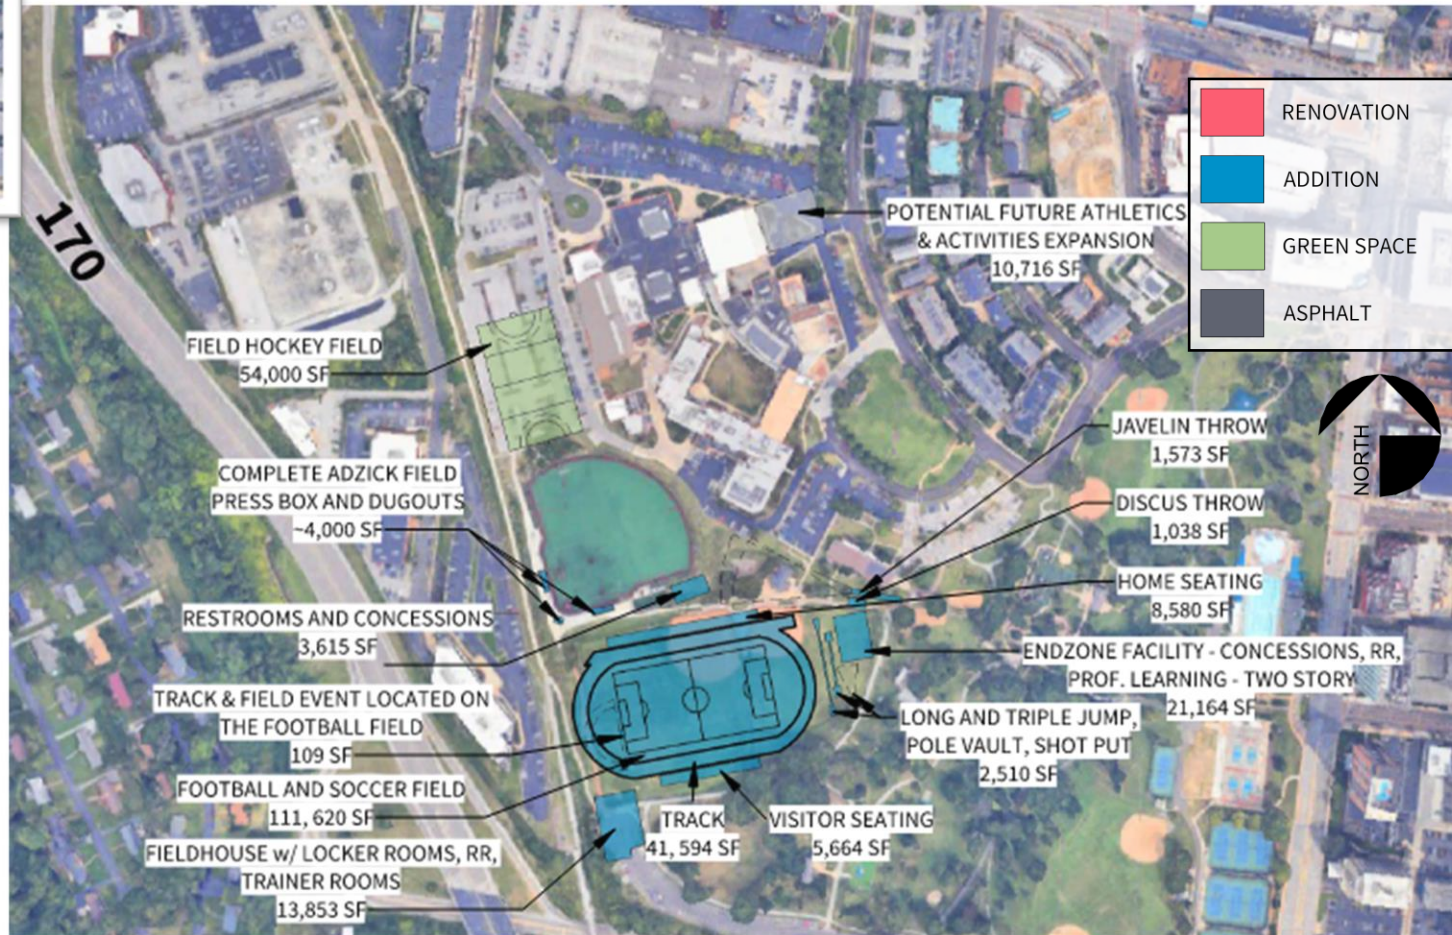 170
RENOVATION
ADDITION
GREEN SPACE
ASPHALT
NORTH
POTENTIAL FUTURE ATHLETICS
& ACTIVITIES EXPANSION
10,716 SF
FIELD HOCKEY FIELD
54,000 SF
JAVELIN THROW
1,573 SF
COMPLETE ADZICK FIELD
PRESS BOX AND DUGOUTS
~4,000 SF
DISCUS THROW
1,038 SF
HOME SEATING
8,580 SF
RESTROOMS AND CONCESSIONS
3,615 SF
ENDZONE FACILITY - CONCESSIONS, RR,
PROF. LEARNING - TWO STORY
21,164 SF
TRACK & FIELD EVENT LOCATED ON
THE FOOTBALL FIELD
109 SF
LONG AND TRIPLE JUMP,
POLE VAULT, SHOT PUT
2,510 SF
FOOTBALL AND SOCCER FIELD
111, 620 SF
TRACK
41, 594 SF
VISITOR SEATING
5,664 SF
FIELDHOUSE w/ LOCKER ROOMS, RR,
TRAINER ROOMS
13,853 SF